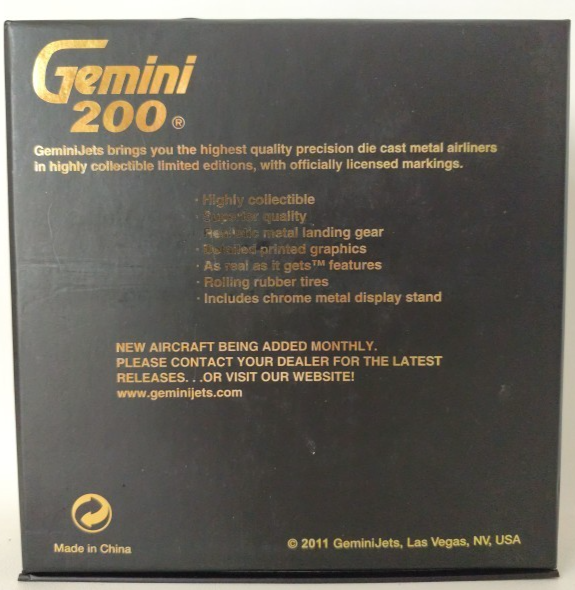 Gemini
200®
GeminiJets brings you the highest quality precision die cast metal airliners
in highly collectible limited editions, with officially licensed markings.
· Highly collectible
· Superior quality
· Realistic metal landing gear
· Detailed printed graphics
· As real as it gets™ features
· Rolling rubber tires
· Includes chrome metal display stand
NEW AIRCRAFT BEING ADDED MONTHLY.
PLEASE CONTACT YOUR DEALER FOR THE LATEST
RELEASES. . .OR VISIT OUR WEBSITE!
www.geminijets.com
Made in China
© 2011 GeminiJets, Las Vegas, NV, USA